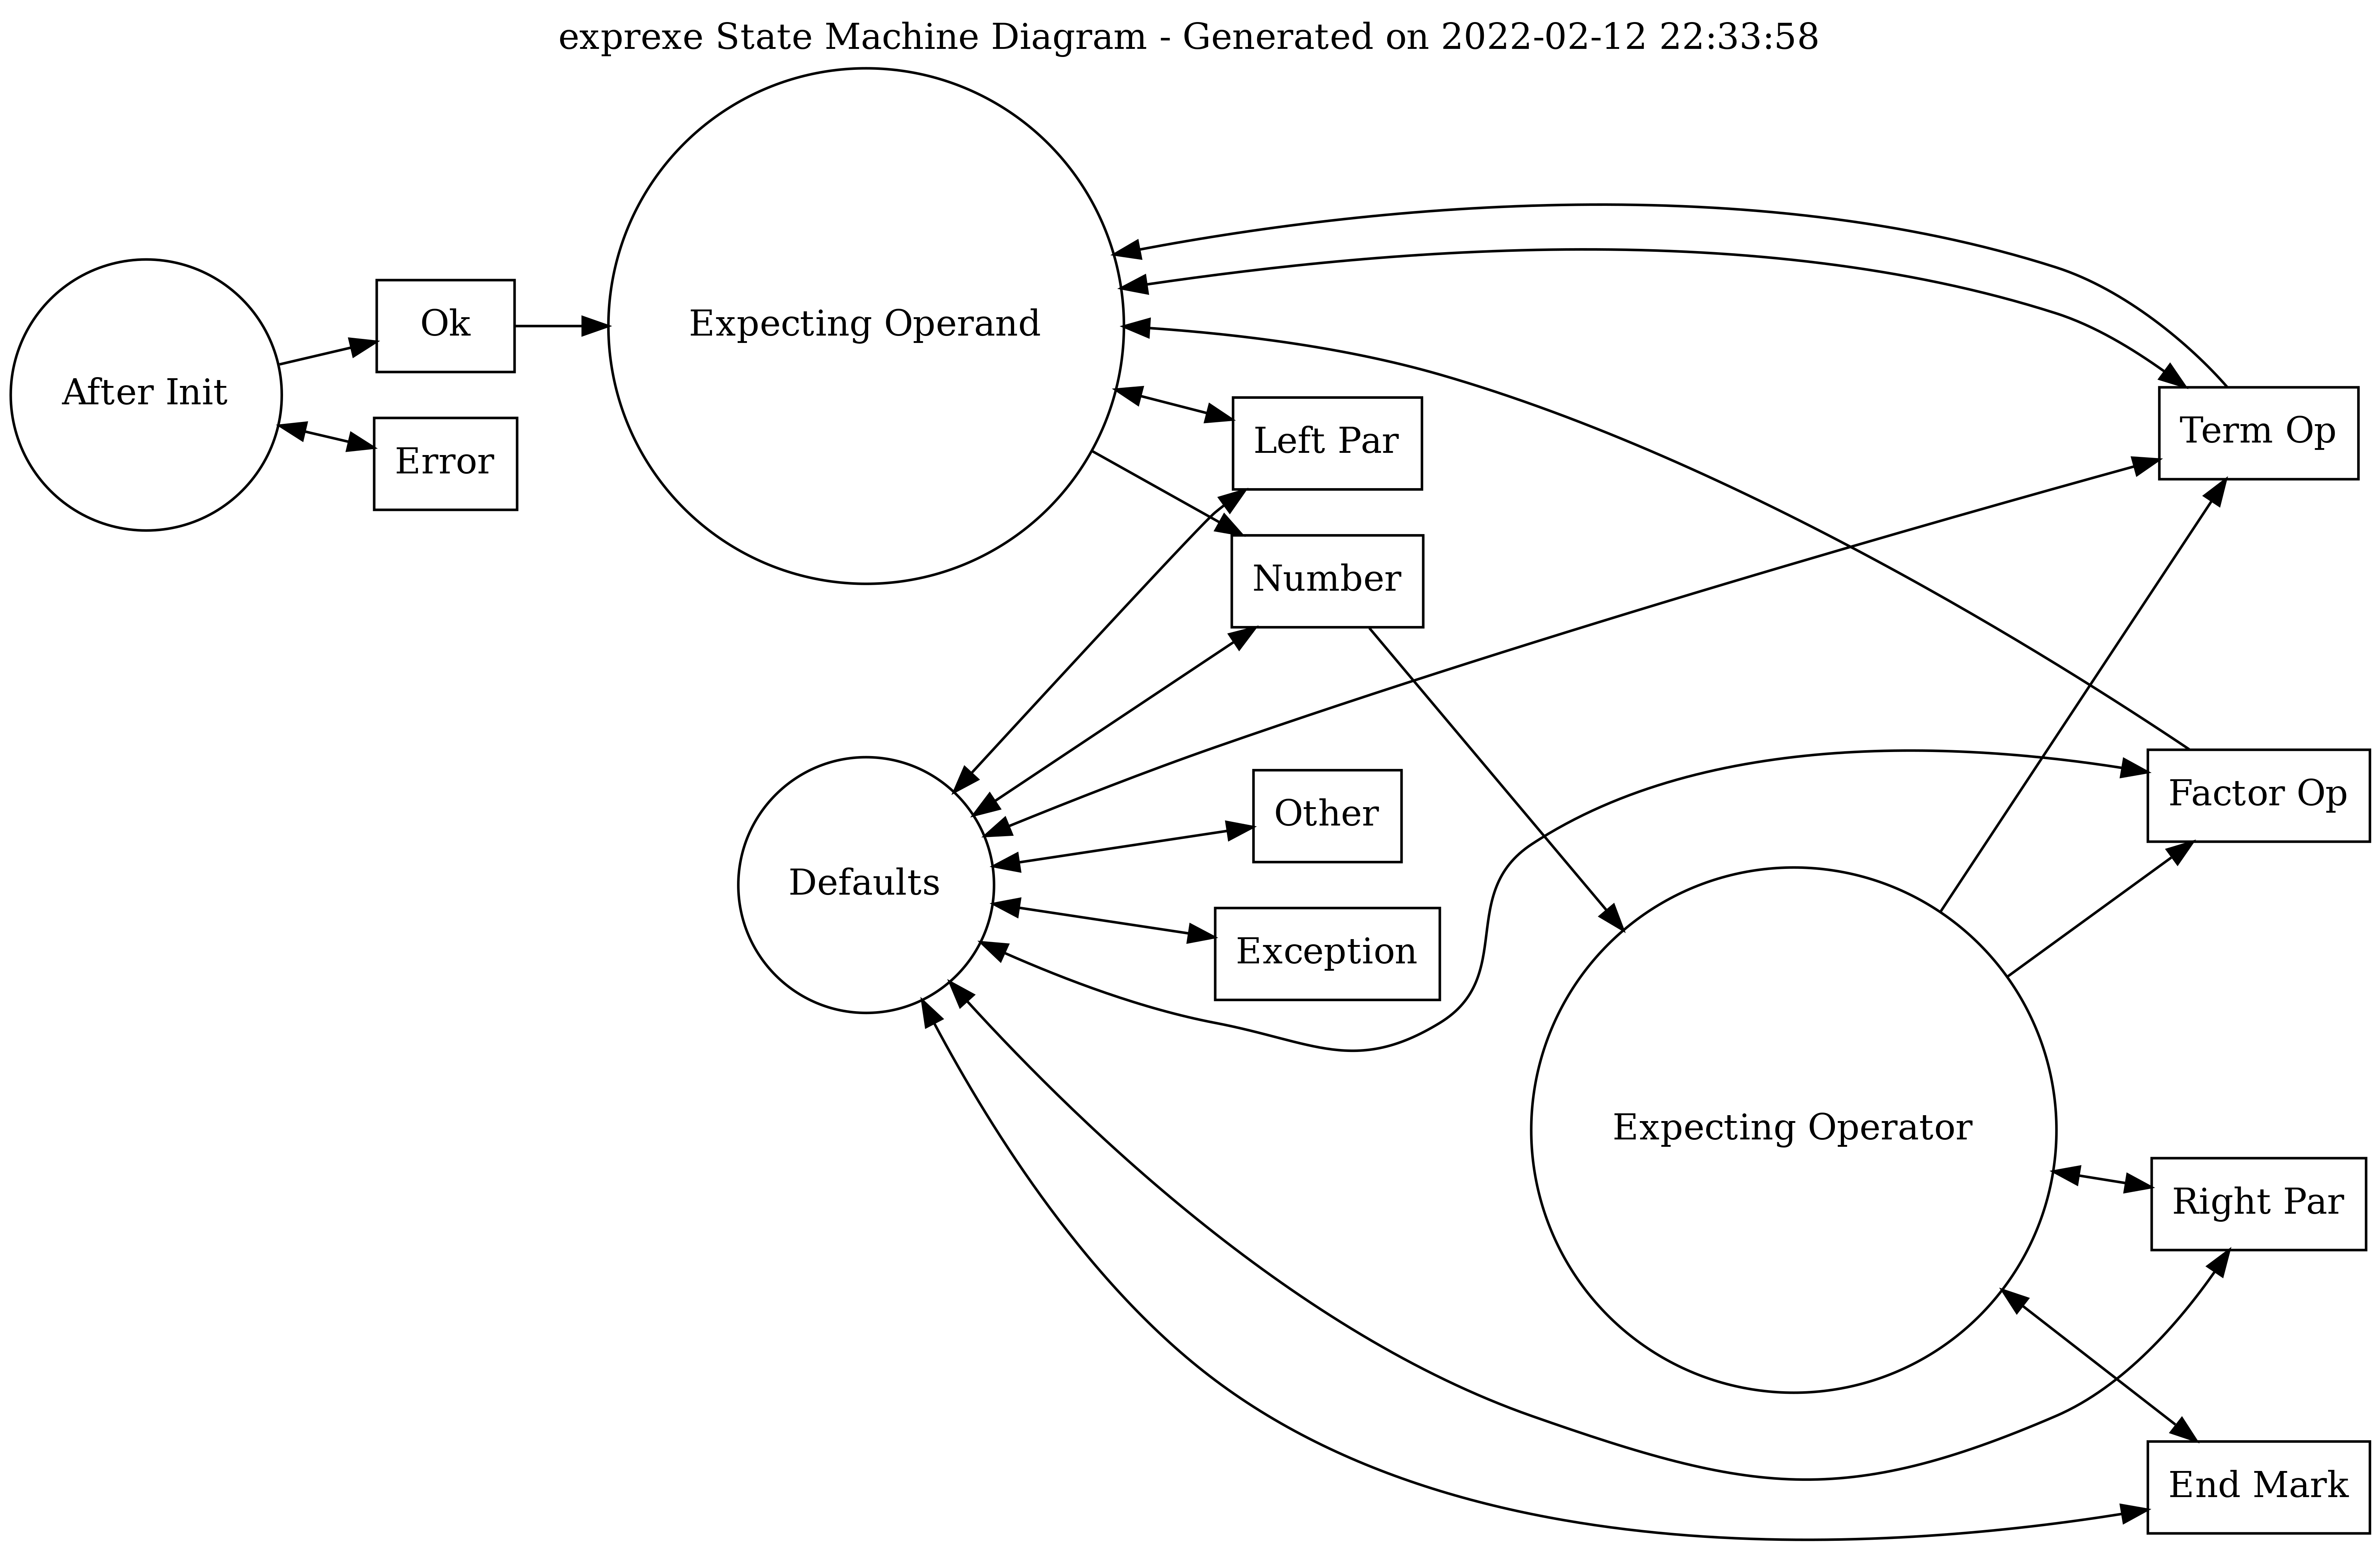 exprexe State Machine Diagram - Generated on 2022-02-12 22:33:58
After Init
Ok
Error
Expecting Operand
Left Par
Number
Term Op
Defaults
Other
Exception
Factor Op
Expecting Operator
Right Par
End Mark